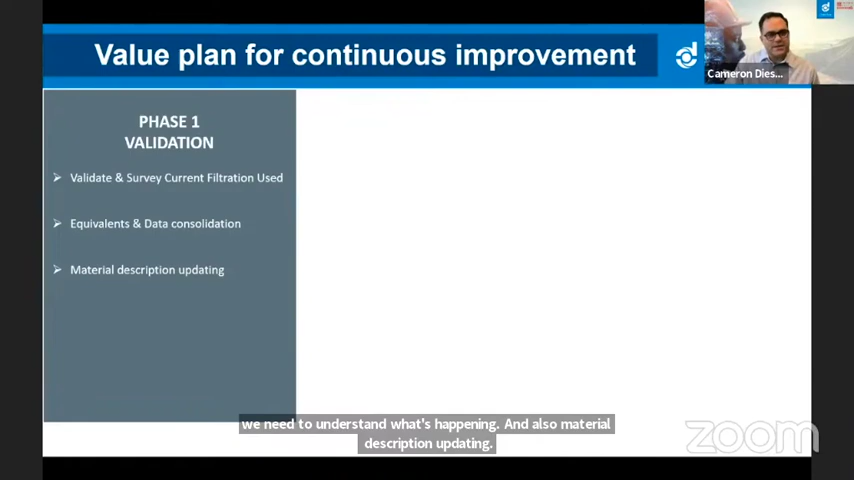 Value plan for continuous improvement
Cameron Dies...
PHASE 1
VALIDATION
Validate & Survey Current Filtration Used
Equivalents & Data consolidation
Material description updating
we need to understand what's happening. And also material
description updating.
zoom